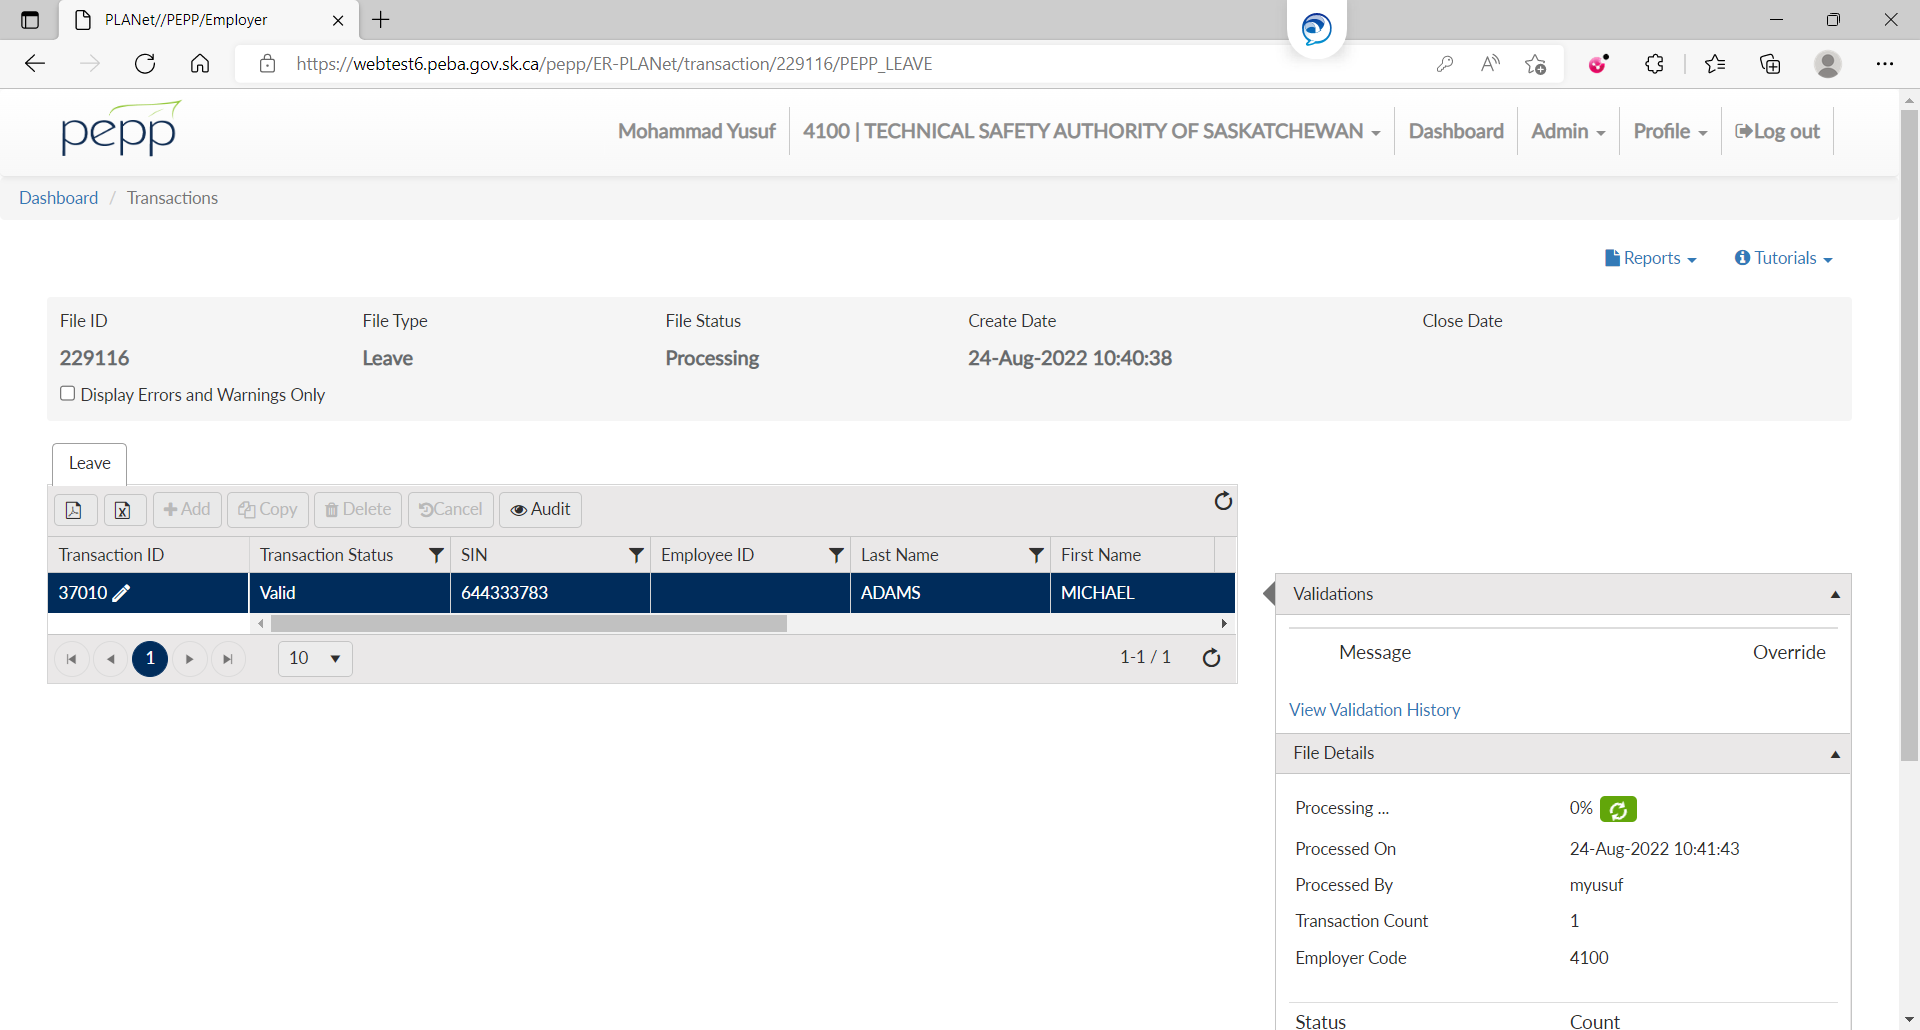 PLANet//PEPP/Employer
https://webtest6.peba.gov.sk.ca/pepp/ER-PLANet/transaction/229116/PEPP_LEAVE
pepp
Mohammad Yusuf
4100 | TECHNICAL SAFETY AUTHORITY OF SASKATCHEWAN
Dashboard
Admin
Profile
Log out
Dashboard / Transactions
Reports
Tutorials
File ID
File Type
File Status
Create Date
Close Date
229116
Leave
Processing
24-Aug-2022 10:40:38
Display Errors and Warnings Only
Leave
Add
Copy
Delete
Cancel
Audit
Transaction ID
Transaction Status
SIN
Employee ID
Last Name
First Name
37010
Valid
644333783
ADAMS
MICHAEL
1
10
1-1 / 1
Validations
Message
Override
View Validation History
File Details
Processing ...
0%
Processed On
24-Aug-2022 10:41:43
Processed By
myusuf
Transaction Count
1
Employer Code
4100
Status
Count